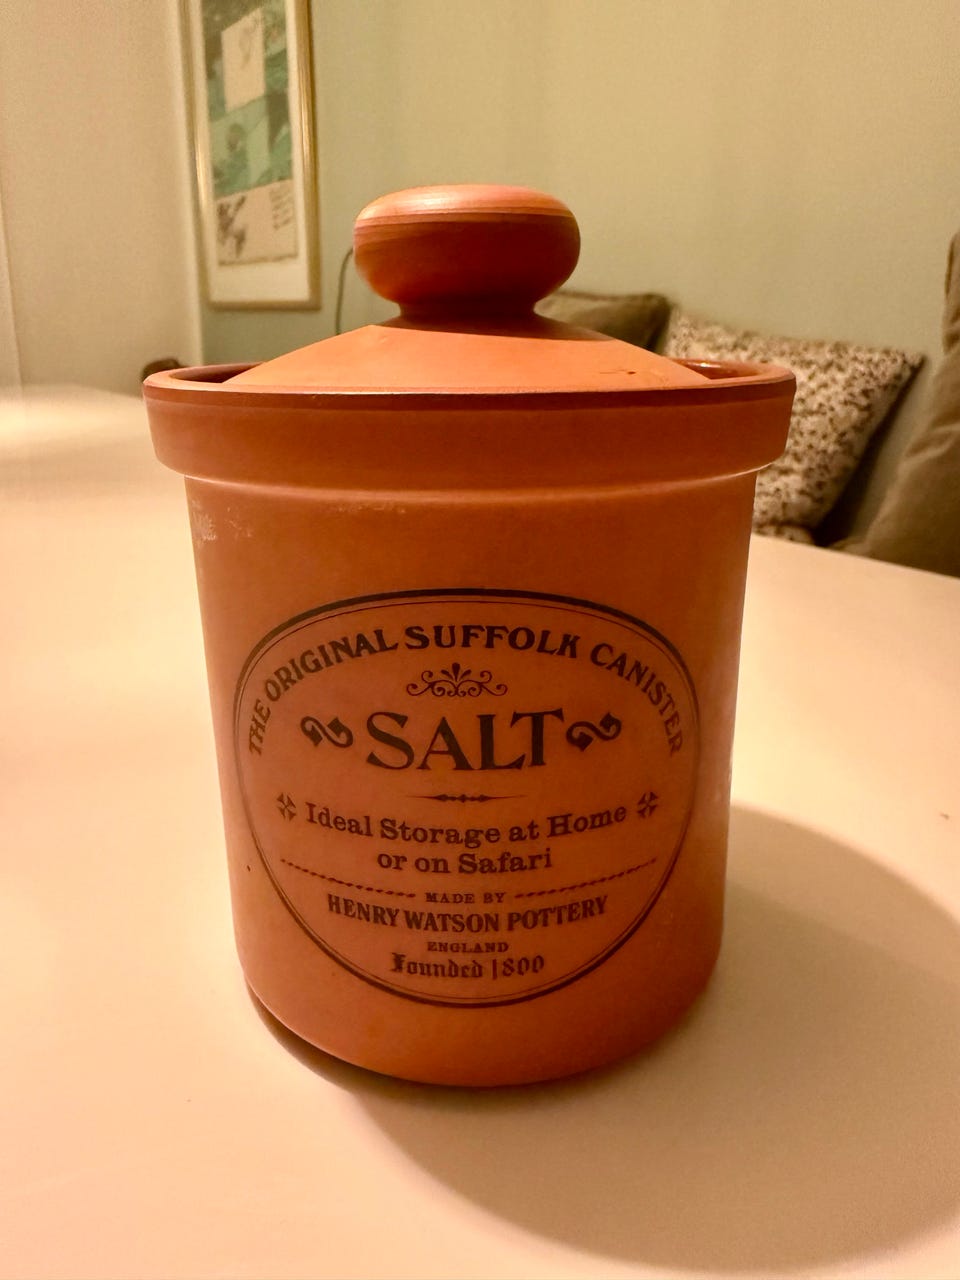 THE ORIGINAL SUFFOLK CANISTER
SALT
Ideal Storage at Home
or on Safari
MADE BY
HENRY WATSON POTTERY
ENGLAND
Founded 1800